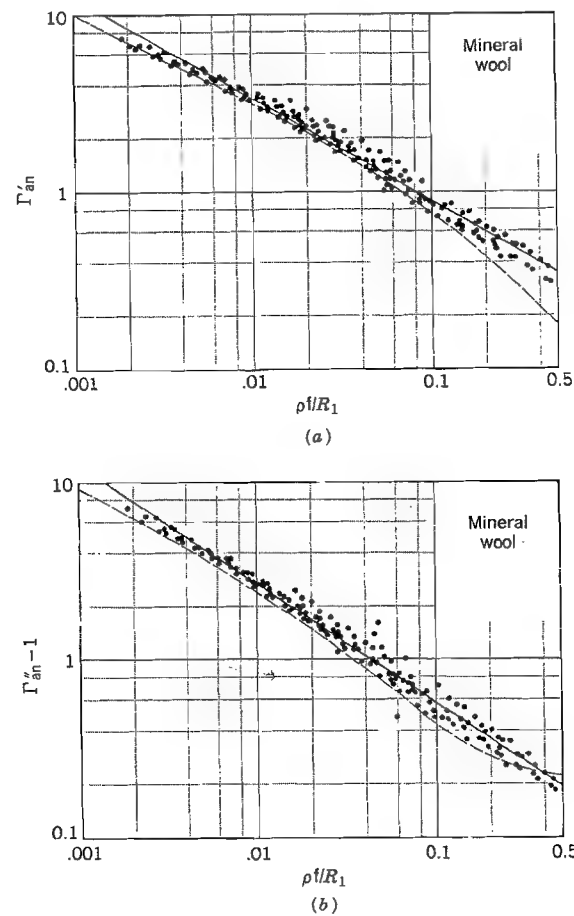 10
Mineral
wool
Γ′an
1
0.1
.001
.01
0.1
0.5
ρf/R₁
(a)
10
Mineral
wool
Γ″an−1
1
0.1
.001
.01
0.1
0.5
ρf/R₁
(b)